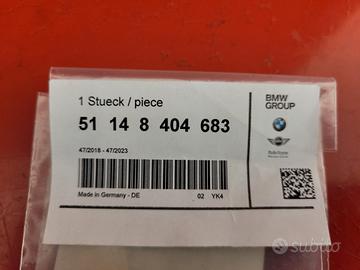 1 Stueck / piece
BMW
GROUP
51 14 8 404 683
47/2018 - 47/2023
Made in Germany - DE
02 YK4
subito